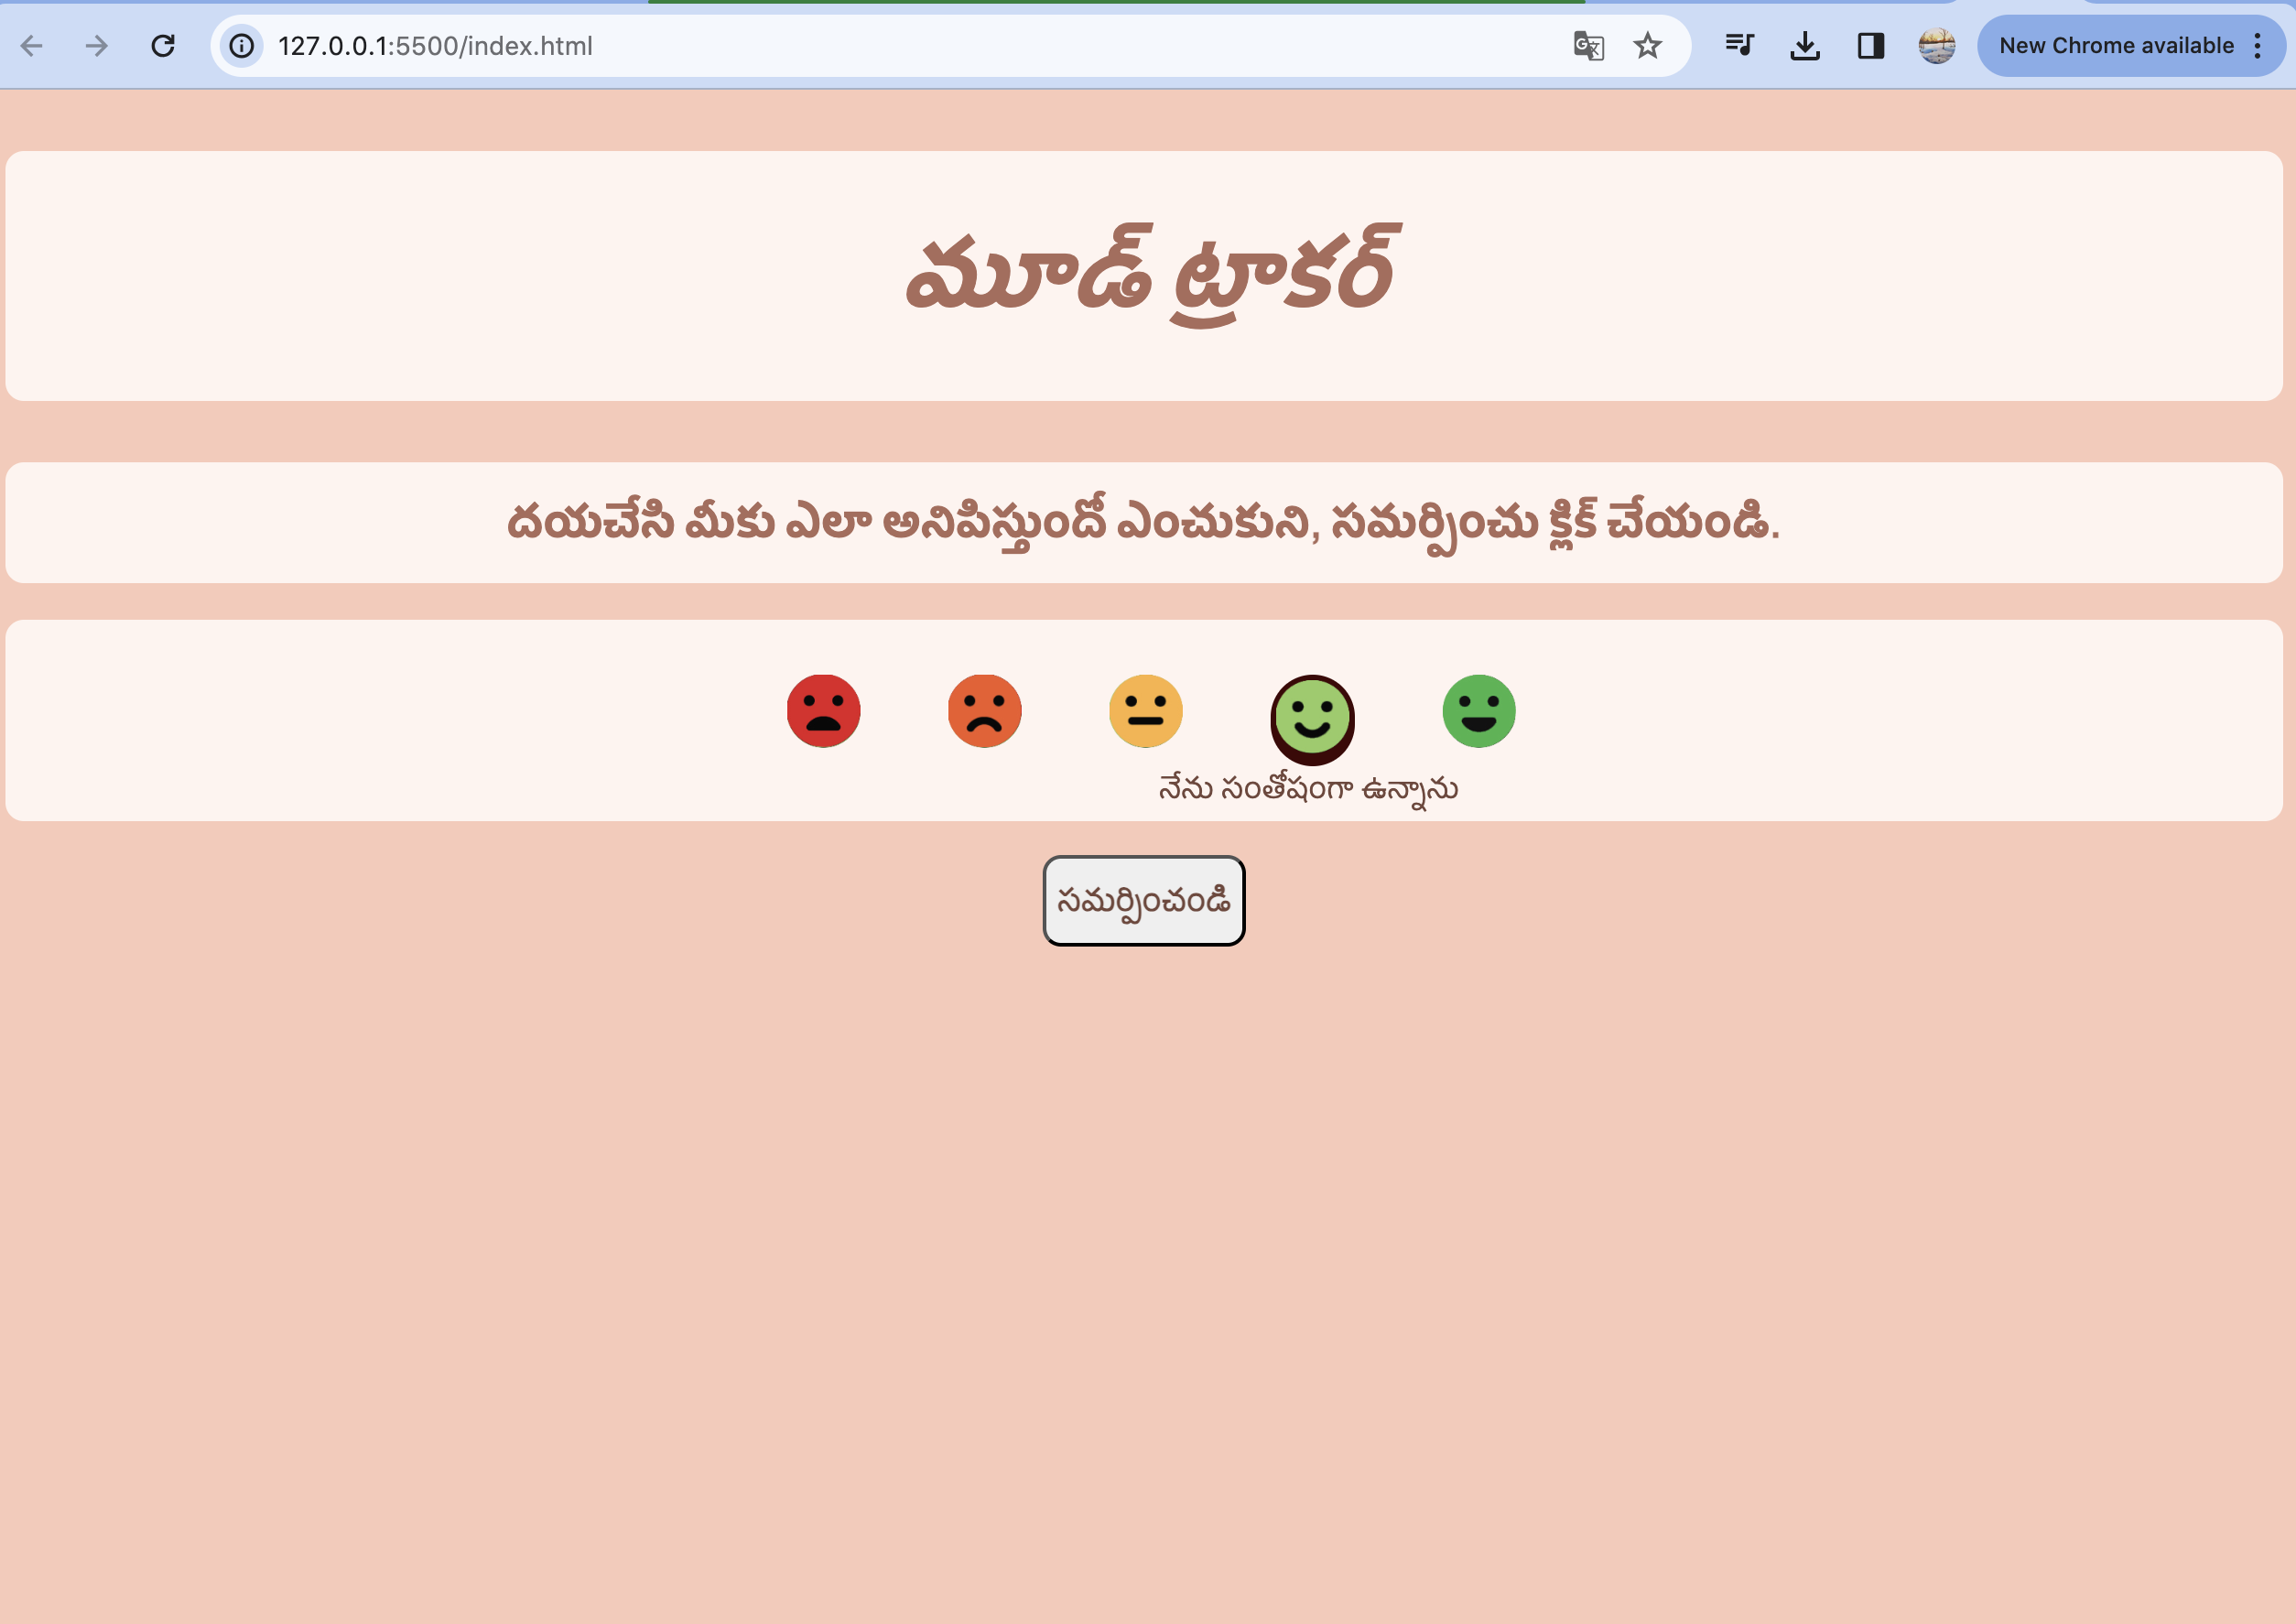 127.0.0.1:5500/index.html
New Chrome available
మూడ్ ట్రాకర్
దయచేసి మీకు ఎలా అనిపిస్తుందో ఎంచుకుని, సమర్పించు క్లిక్ చేయండి.
నేను సంతోషంగా ఉన్నాను
సమర్పించండి